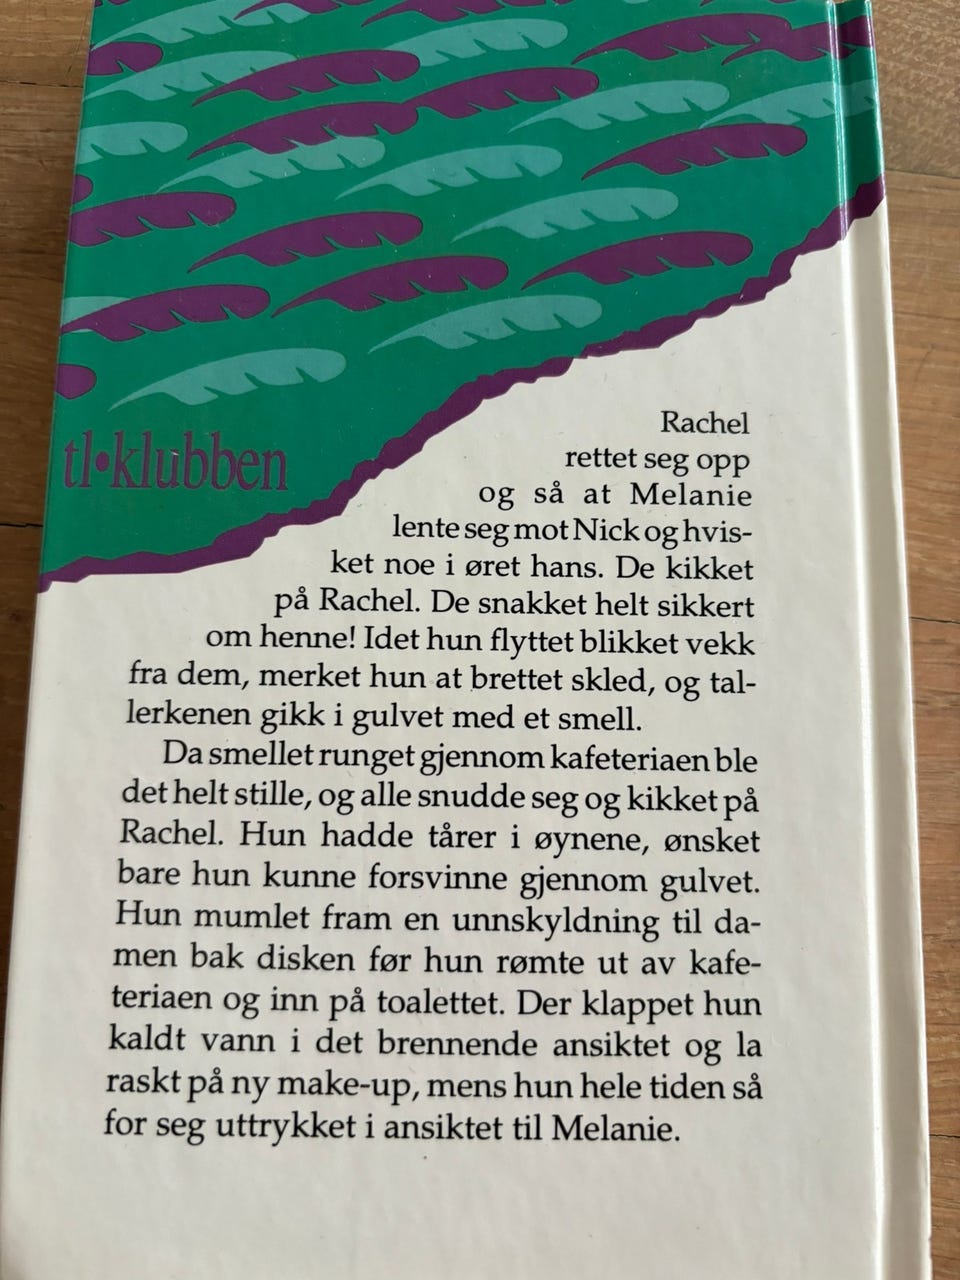 tl•klubben
Rachel
rettet seg opp
og så at Melanie
lente seg mot Nick og hvis-
ket noe i øret hans. De kikket
på Rachel. De snakket helt sikkert
om henne! Idet hun flyttet blikket vekk
fra dem, merket hun at brettet skled, og tal-
lerkenen gikk i gulvet med et smell.
Da smellet runget gjennom kafeteriaen ble
det helt stille, og alle snudde seg og kikket på
Rachel. Hun hadde tårer i øynene, ønsket
bare hun kunne forsvinne gjennom gulvet.
Hun mumlet fram en unnskyldning til da-
men bak disken før hun rømte ut av kafe-
teriaen og inn på toalettet. Der klappet hun
kaldt vann i det brennende ansiktet og la
raskt på ny make-up, mens hun hele tiden så
for seg uttrykket i ansiktet til Melanie.